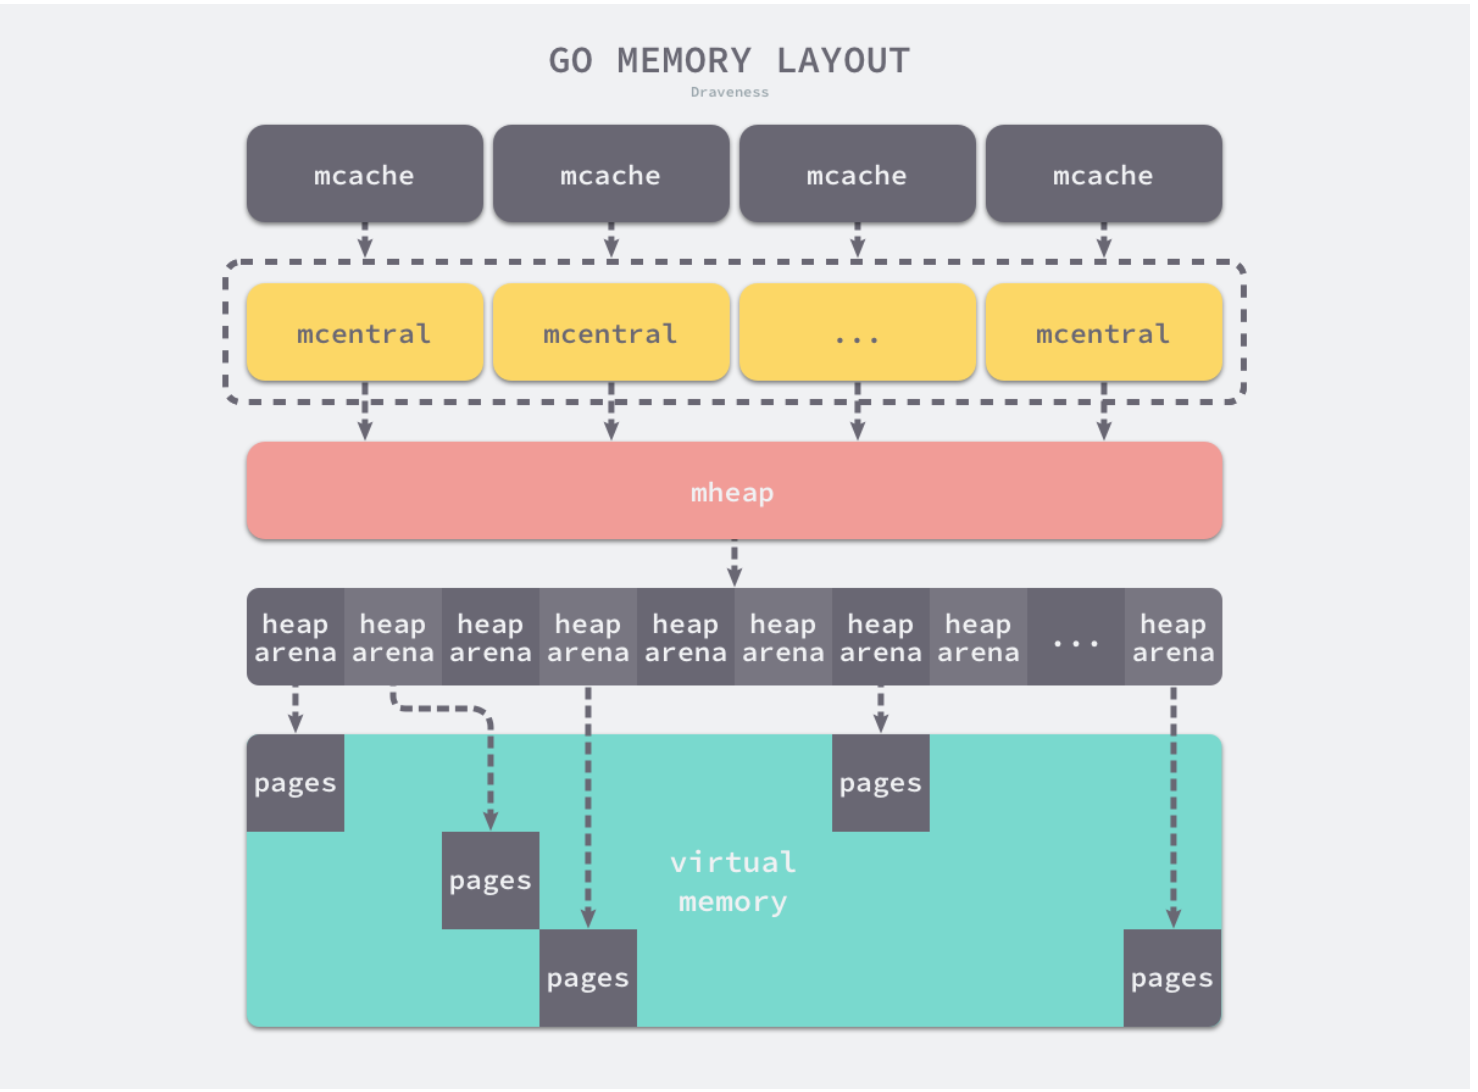 GO MEMORY LAYOUT
Draveness
mcache mcache mcache mcache
mcentral mcentral ... mcentral
mheap
heap heap heap heap heap heap heap heap ... heap
arena arena arena arena arena arena arena arena arena
pages pages
virtual
pages
memory
pages pages